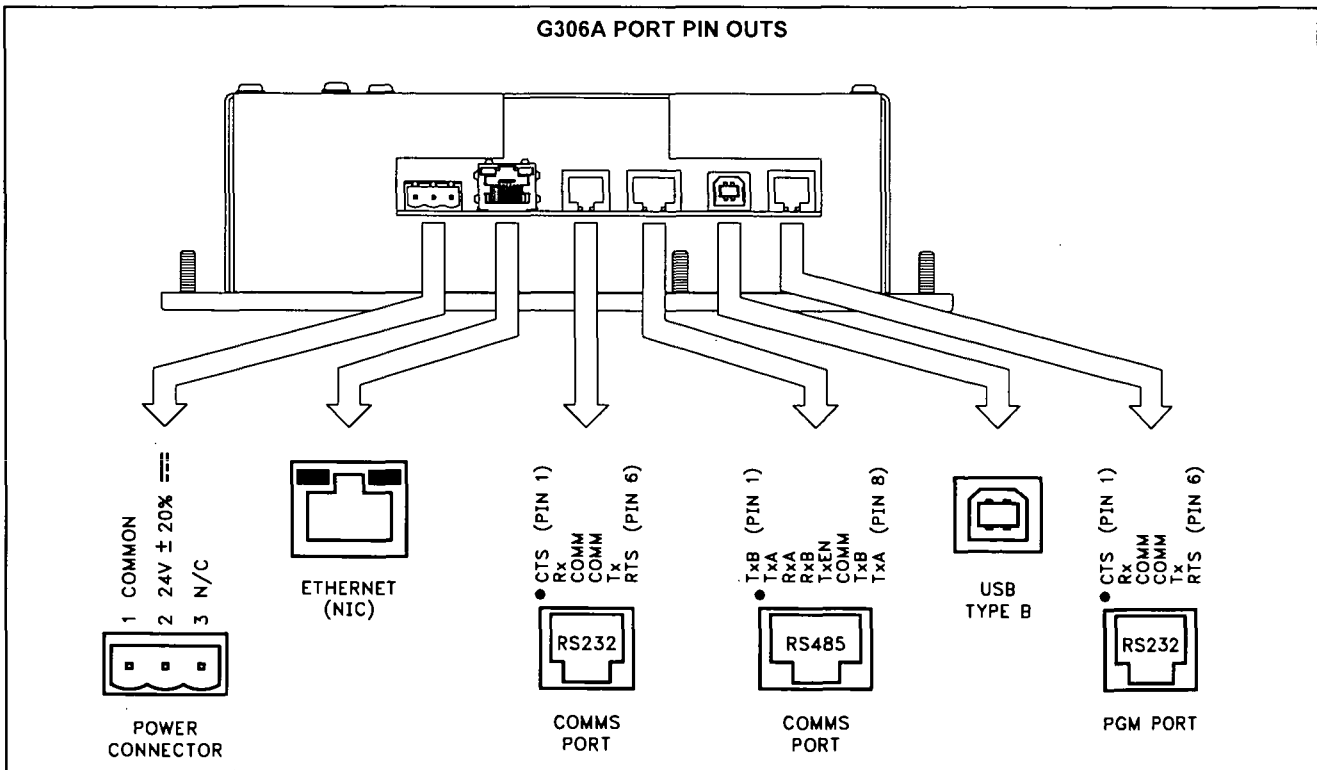 G306A PORT PIN OUTS
1 COMMON
2 24V ± 20%
3 N/C
POWER
CONNECTOR
ETHERNET
(NIC)
CTS (PIN 1)
Rx
COMM
COMM
Tx
RTS (PIN 6)
RS232
COMMS
PORT
TxB (PIN 1)
TxA
RxA
RxB
TxEN
COMM
TxB
TxA (PIN 8)
RS485
COMMS
PORT
USB
TYPE B
CTS (PIN 1)
Rx
COMM
COMM
Tx
RTS (PIN 6)
RS232
PGM PORT